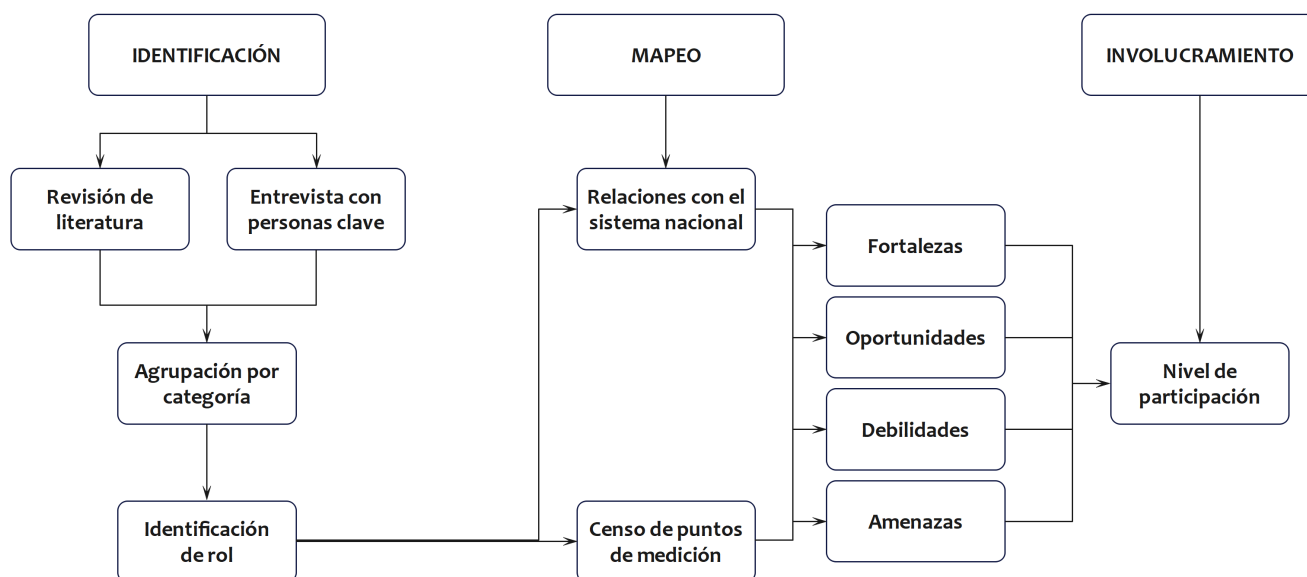 IDENTIFICACIÓN
MAPEO
INVOLUCRAMIENTO
Revisión de
literatura
Entrevista con
personas clave
Relaciones con el
sistema nacional
Fortalezas
Oportunidades
Agrupación por
categoría
Nivel de
participación
Debilidades
Identificación
de rol
Censo de puntos
de medición
Amenazas